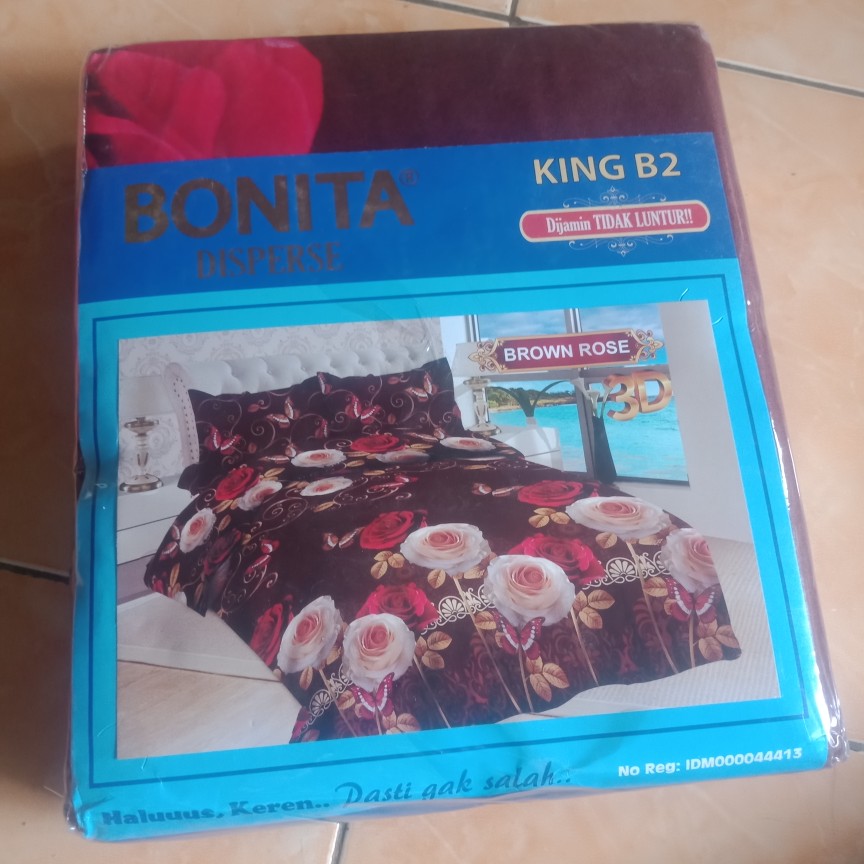 BONITA®
DISPERSE
KING B2
Dijamin TIDAK LUNTUR!!
BROWN ROSE
3D
Haluuus, Keren.. Pasti gak salah..
No Reg: IDM000044413